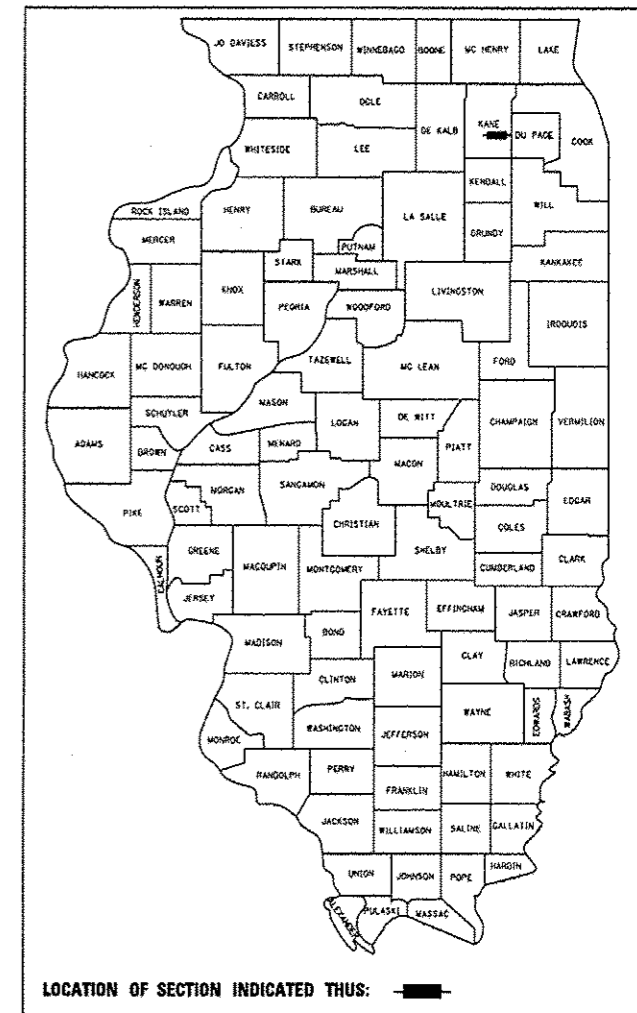 JO DAVIESS STEPHENSON WINNEBAGO BOONE MC HENRY LAKE
CARROLL OGLE DE KALB KANE DU PAGE COOK
WHITESIDE LEE
KENDALL WILL
ROCK ISLAND HENRY BUREAU LA SALLE GRUNDY
MERCER PUTNAM KANKAKEE
STARK MARSHALL
HENDERSON WARREN KNOX PEORIA WOODFORD LIVINGSTON IROQUOIS
HANCOCK MC DONOUGH FULTON TAZEWELL MC LEAN FORD
SCHUYLER MASON LOGAN DE WITT CHAMPAIGN VERMILION
ADAMS BROWN CASS MENARD PIATT
MACON
PIKE SCOTT MORGAN SANGAMON CHRISTIAN MOULTRIE DOUGLAS EDGAR
COLES
CALHOUN GREENE MACOUPIN MONTGOMERY SHELBY CUMBERLAND CLARK
JERSEY FAYETTE EFFINGHAM JASPER CRAWFORD
MADISON BOND
CLAY RICHLAND LAWRENCE
CLINTON MARION
ST. CLAIR WAYNE EDWARDS WABASH
MONROE WASHINGTON JEFFERSON
RANDOLPH PERRY HAMILTON WHITE
FRANKLIN
JACKSON WILLIAMSON SALINE GALLATIN
UNION JOHNSON POPE HARDIN
ALEXANDER PULASKI MASSAC
LOCATION OF SECTION INDICATED THUS: